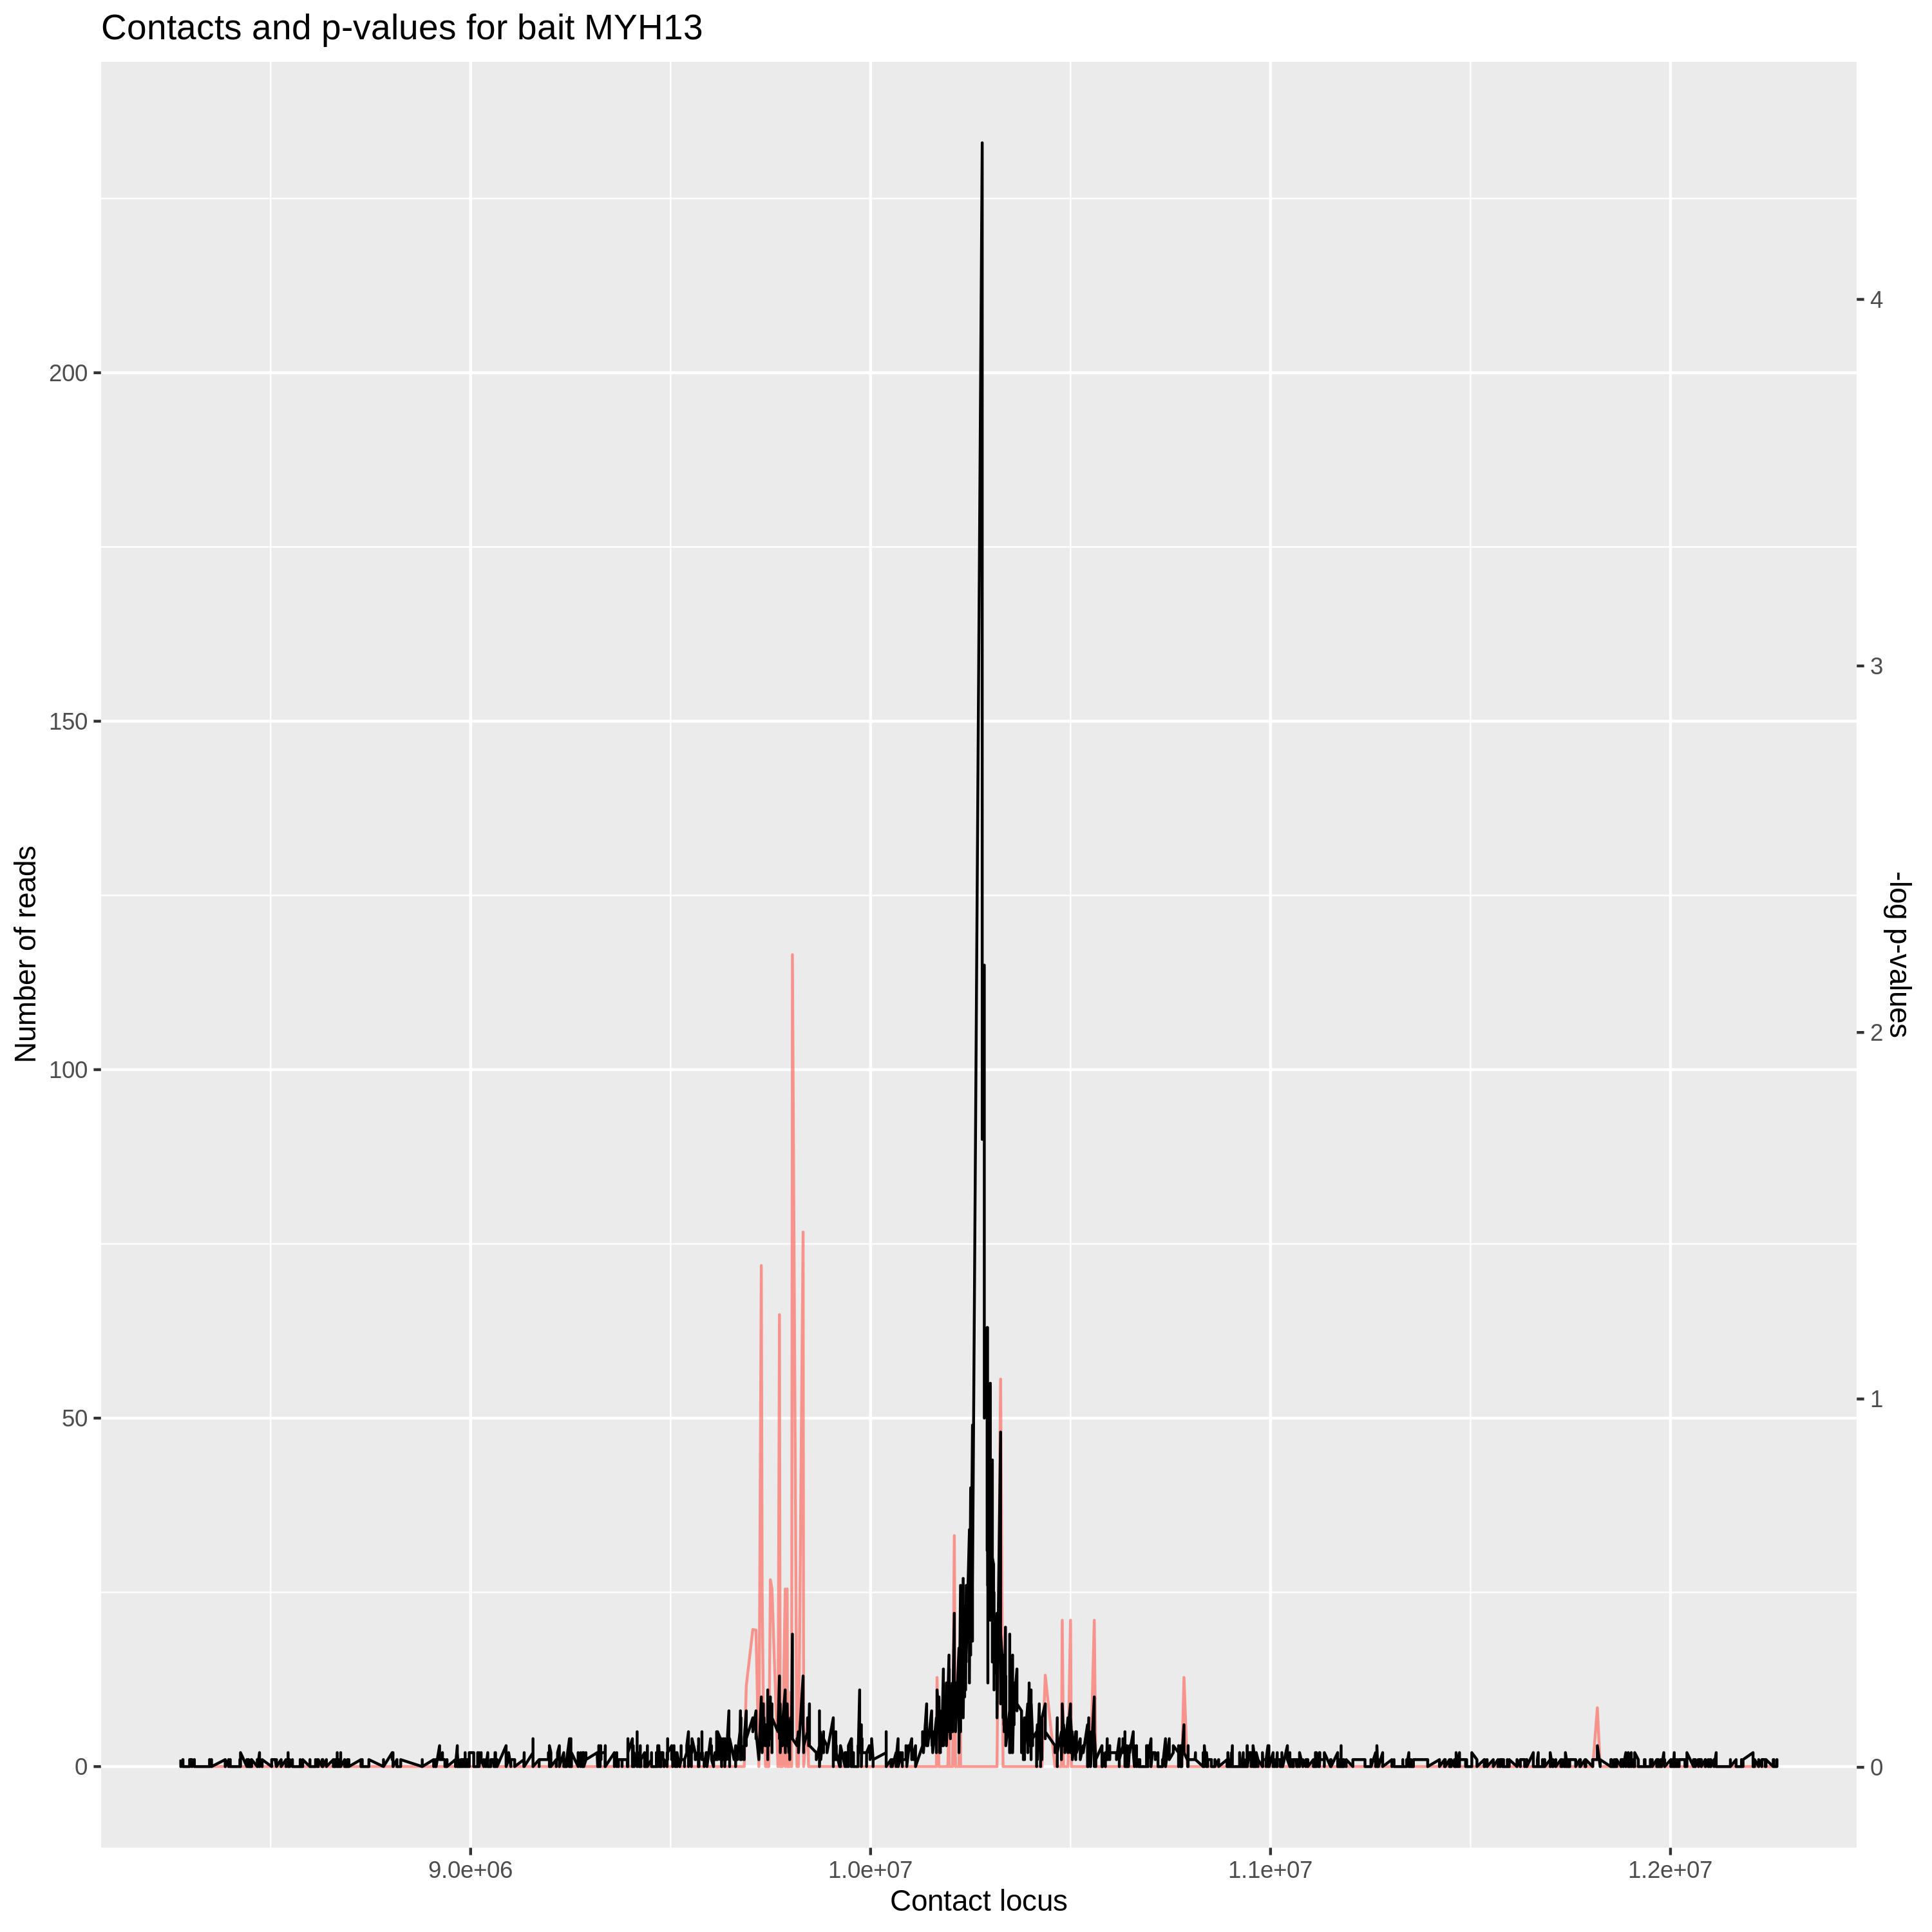 Contacts and p-values for bait MYH13
Number of reads
200
150
100
50
0
4
3
2
1
0
-log p-values
9.0e+06
1.0e+07
1.1e+07
1.2e+07
Contact locus